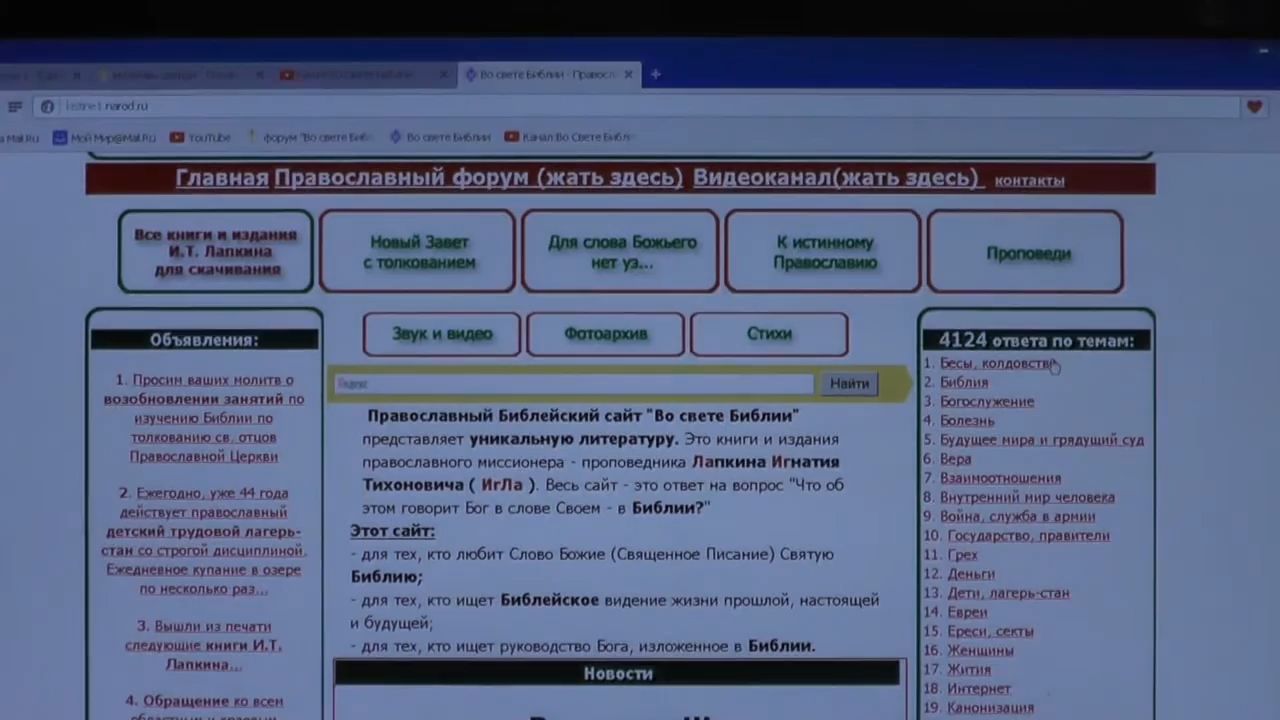 Во свете Библии - Правосл
narod.ru
Mail.Ru Мой Мир@Mail.Ru YouTube форум "Во свете Биб Во свете Библии Канал Во Свете Библ
Главная Православный форум (жать здесь) Видеоканал(жать здесь) контакты
Все книги и издания
И.Т. Лапкина
для скачивания
Новый Завет
с толкованием
Для слова Божьего
нет уз...
К истинному
Православию
Проповеди
Объявления:
1. Просим ваших молитв о
возобновлении занятий по
изучению Библии по
толкованию св. отцов
Православной Церкви
2. Ежегодно, уже 44 года
действует православный
детский трудовой лагерь-
стан со строгой дисциплиной.
Ежедневное купание в озере
по несколько раз...
3. Вышли из печати
следующие книги И.Т.
Лапкина...
4. Обращение ко всем
Звук и видео
Фотоархив
Стихи
Яндекс
Найти
Православный Библейский сайт "Во свете Библии"
представляет уникальную литературу. Это книги и издания
православного миссионера - проповедника Лапкина Игнатия
Тихоновича ( ИгЛа ). Весь сайт - это ответ на вопрос "Что об
этом говорит Бог в слове Своем - в Библии?"
Этот сайт:
- для тех, кто любит Слово Божие (Священное Писание) Святую
Библию;
- для тех, кто ищет Библейское видение жизни прошлой, настоящей
и будущей;
- для тех, кто ищет руководство Бога, изложенное в Библии.
Новости
4124 ответа по темам:
1. Бесы, колдовство
2. Библия
3. Богослужение
4. Болезнь
5. Будущее мира и грядущий суд
6. Вера
7. Взаимоотношения
8. Внутренний мир человека
9. Война, служба в армии
10. Государство, правители
11. Грех
12. Деньги
13. Дети, лагерь-стан
14. Евреи
15. Ереси, секты
16. Женщины
17. Жития
18. Интернет
19. Канонизация